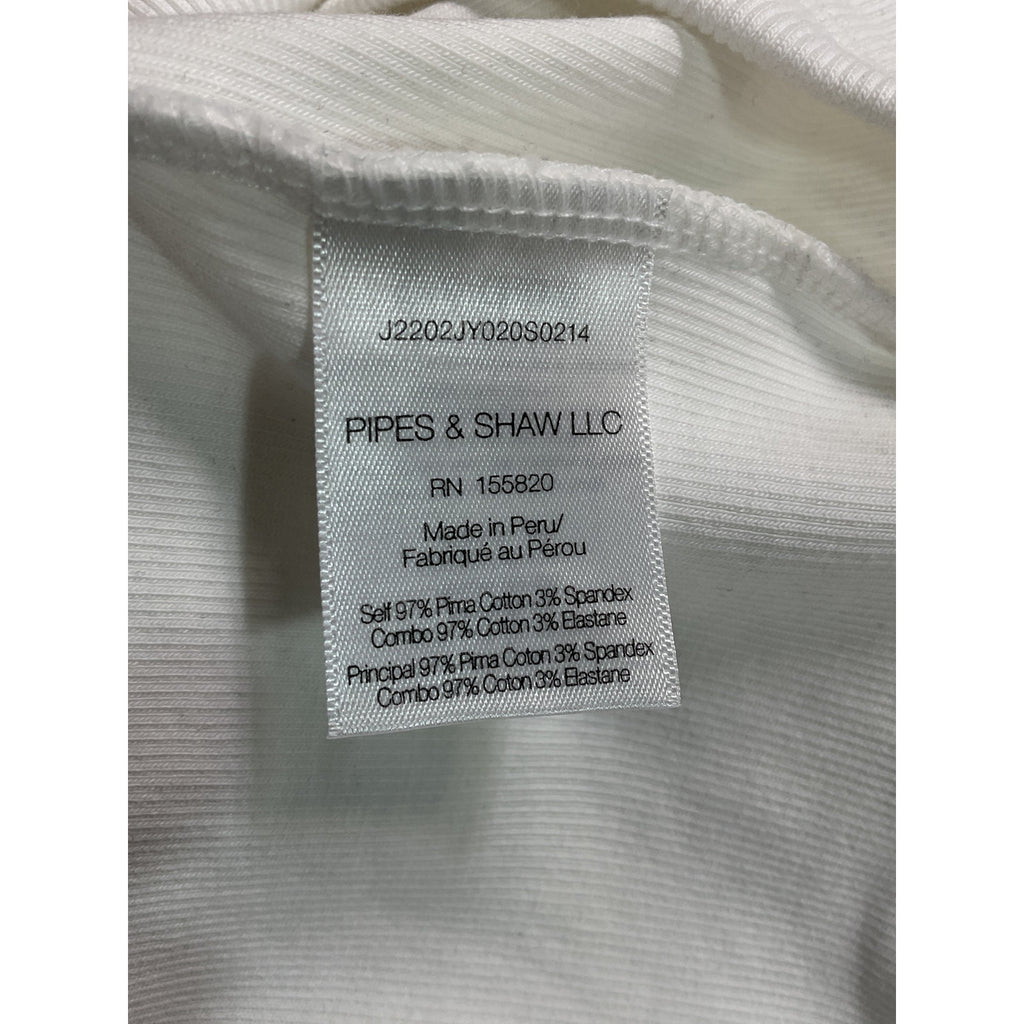 J2202JY020S0214
PIPES & SHAW LLC
RN 155820
Made in Peru/
Fabriqué au Pérou
Self 97% Pima Cotton 3% Spandex
Combo 97% Cotton 3% Elastane
Principal 97% Pima Coton 3% Spandex
Combo 97% Coton 3% Elastane